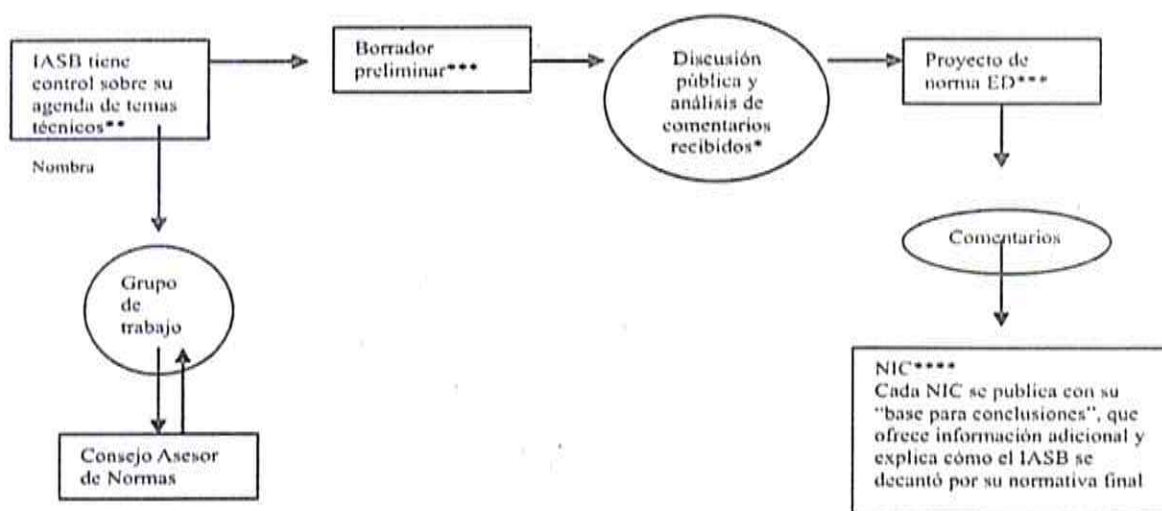 IASB tiene
control sobre su
agenda de temas
técnicos**
Nombra
Borrador
preliminar***
Discusión
pública y
análisis de
comentarios
recibidos*
Proyecto de
norma ED***
Comentarios
Grupo
de
trabajo
Consejo Asesor
de Normas
NIC****
Cada NIC se publica con su
"base para conclusiones", que
ofrece información adicional y
explica cómo el IASB se
decantó por su normativa final